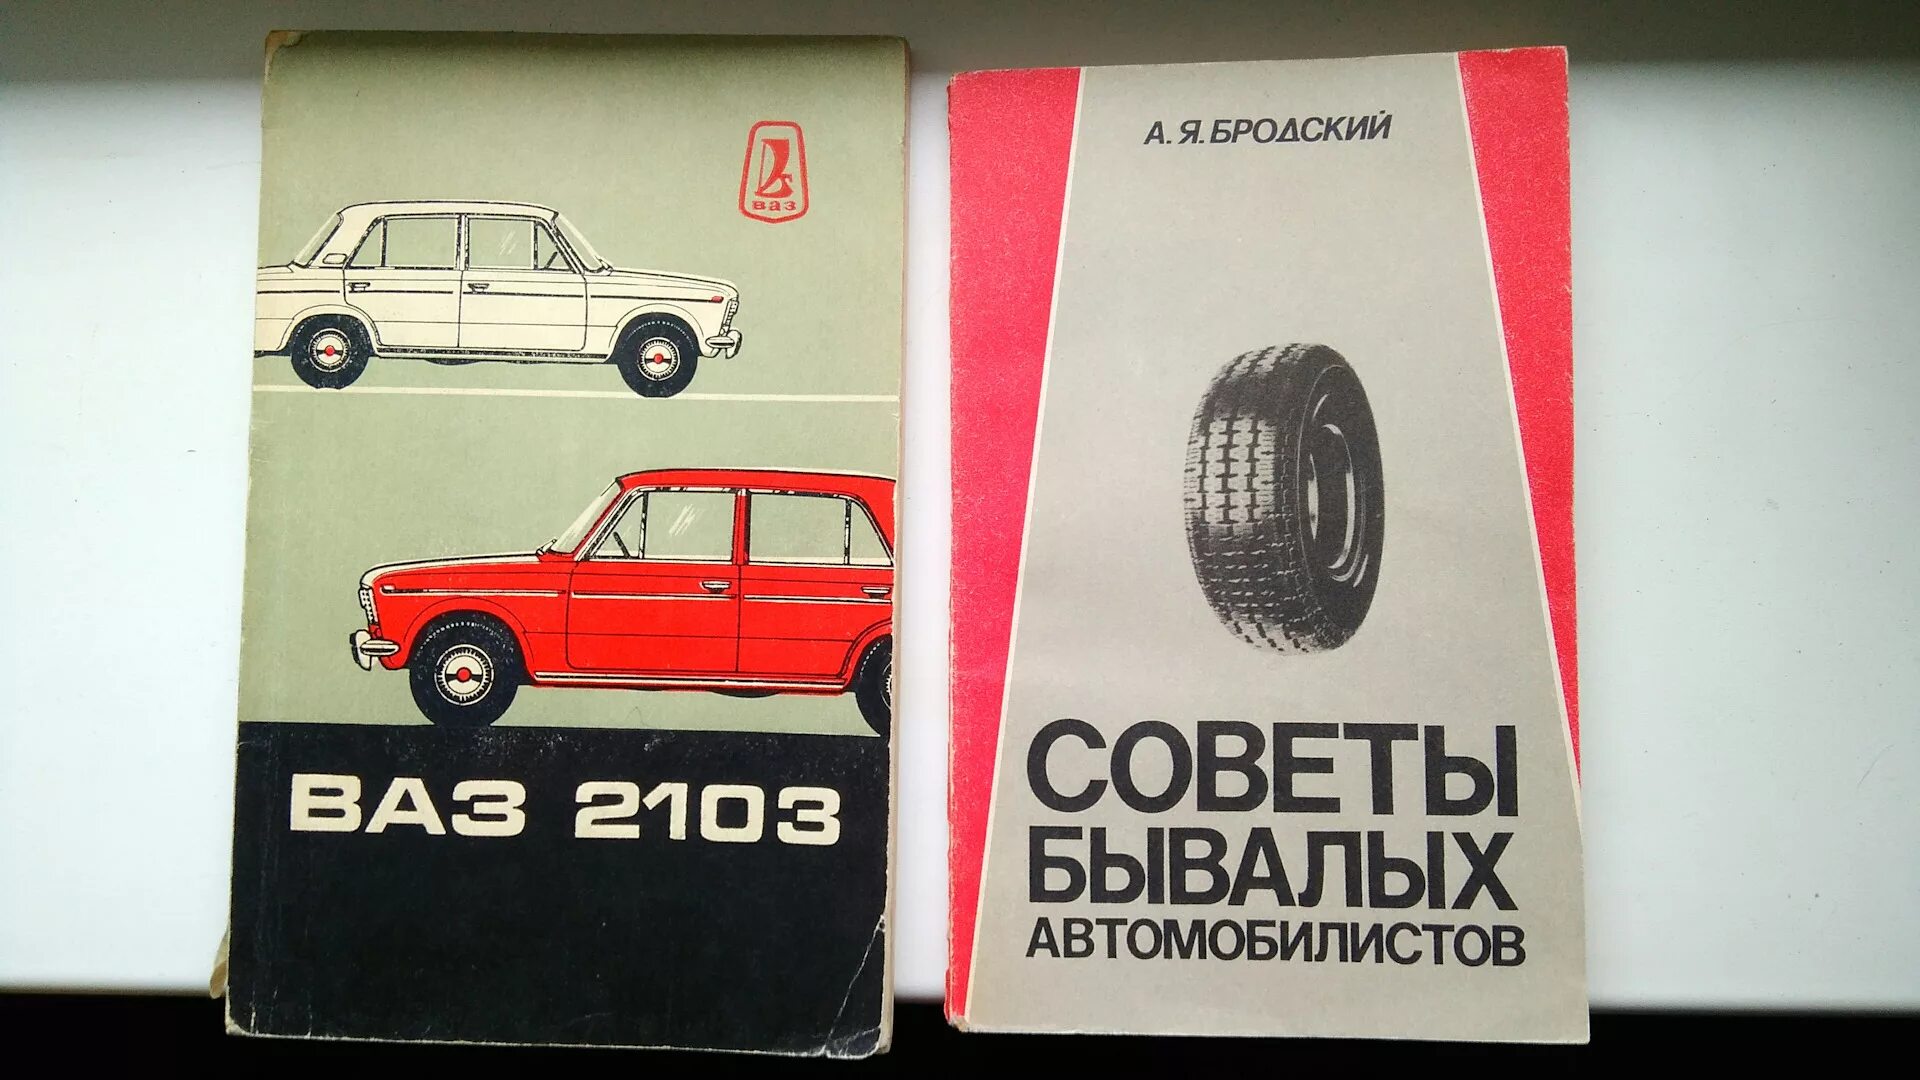 ВАЗ
ВАЗ 2103
А. Я. БРОДСКИЙ
СОВЕТЫ
БЫВАЛЫХ
АВТОМОБИЛИСТОВ